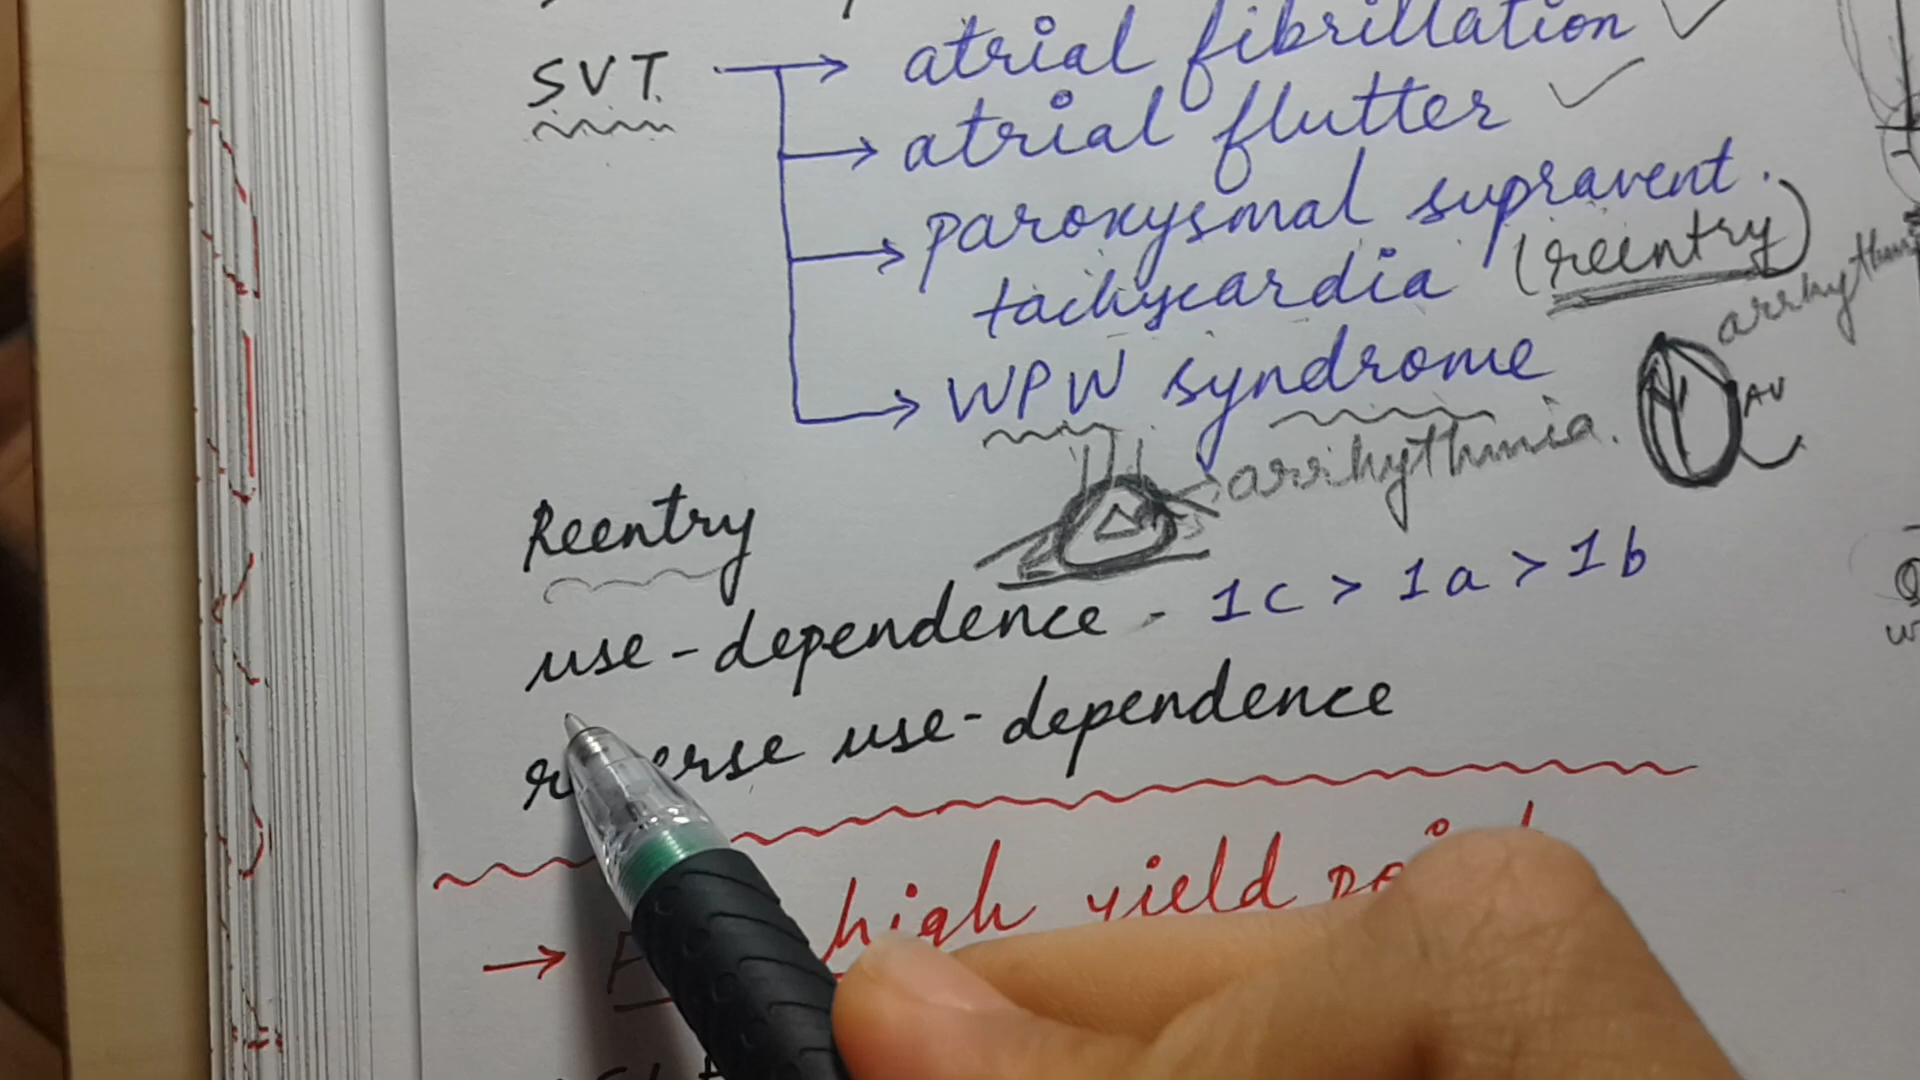 SVT → atrial fibrillation ✓
→ atrial flutter ✓
→ paroxysmal supravent.
tachycardia (reentry)
arrhythm
→ WPW syndrome
AV
arrhythmia.
Reentry
use-dependence - 1c > 1a > 1b
reverse use-dependence
high yield
→